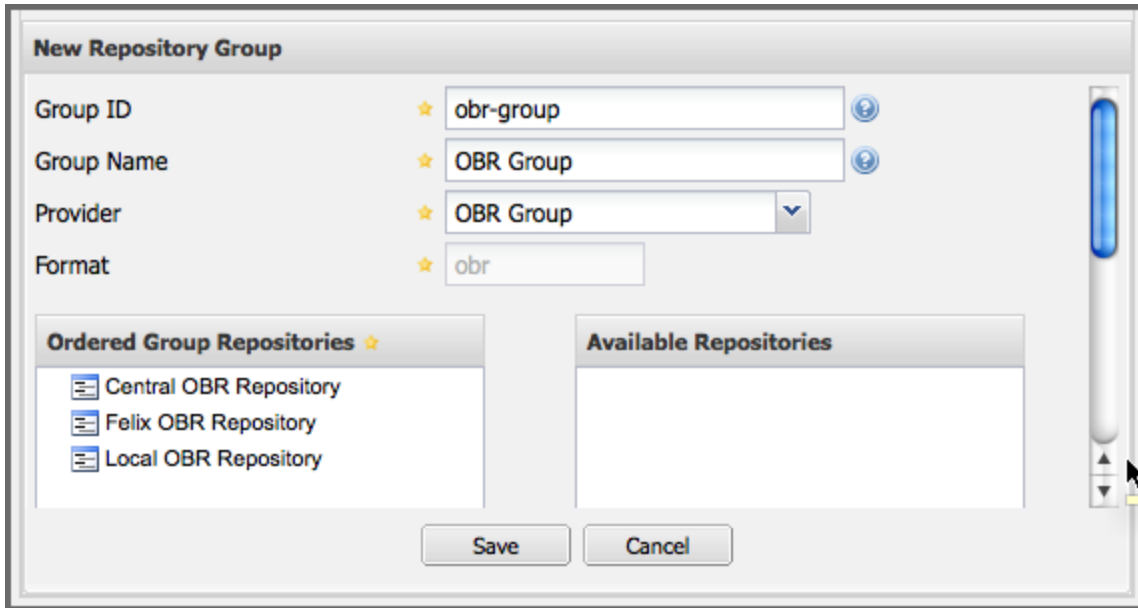 New Repository Group
Group ID
obr-group
Group Name
OBR Group
Provider
OBR Group
Format
obr
Ordered Group Repositories
Available Repositories
Central OBR Repository
Felix OBR Repository
Local OBR Repository
Save
Cancel